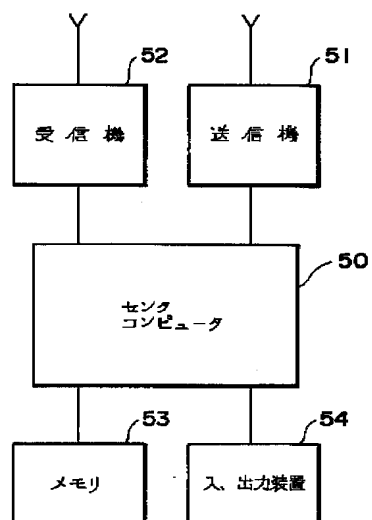 52
51
受信機
送信機
50
センタ
コンピュータ
53
54
メモリ
入、出力装置